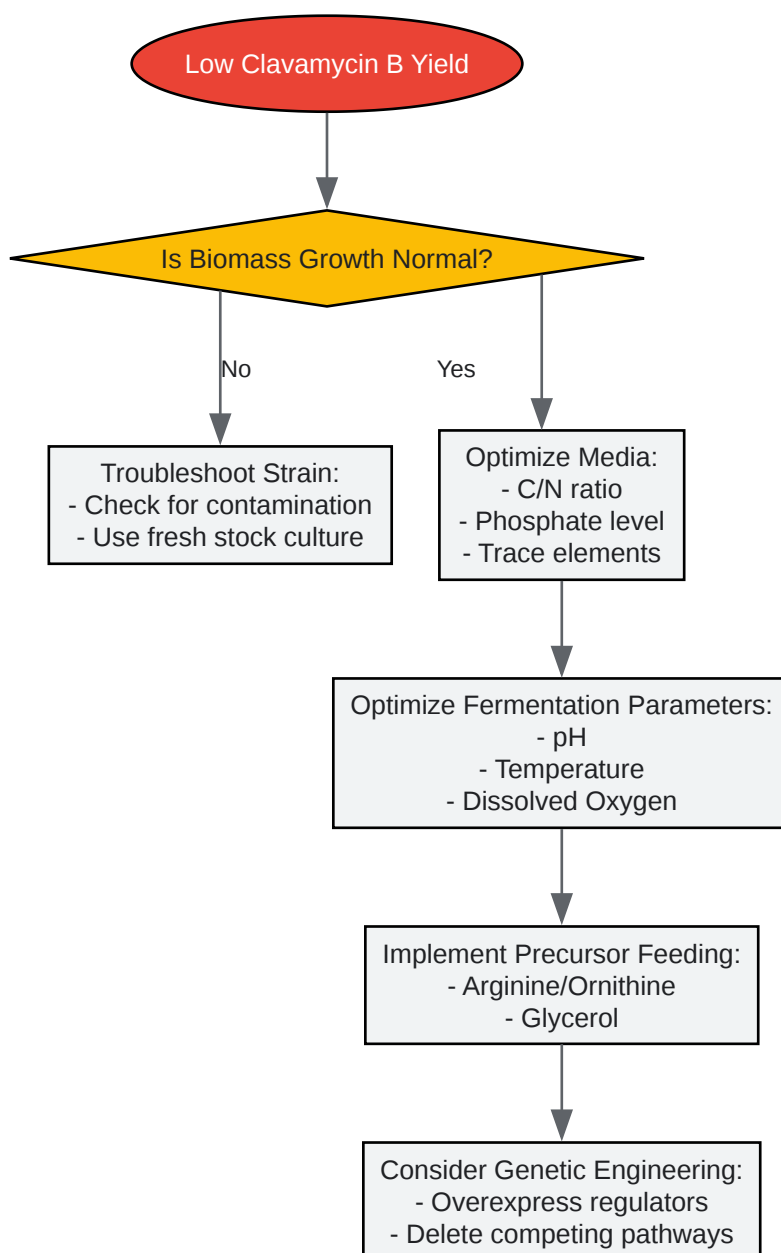 Low Clavamycin B Yield
Is Biomass Growth Normal?
No
Yes
Troubleshoot Strain:
- Check for contamination
- Use fresh stock culture
Optimize Media:
- C/N ratio
- Phosphate level
- Trace elements
Optimize Fermentation Parameters:
- pH
- Temperature
- Dissolved Oxygen
Implement Precursor Feeding:
- Arginine/Ornithine
- Glycerol
Consider Genetic Engineering:
- Overexpress regulators
- Delete competing pathways